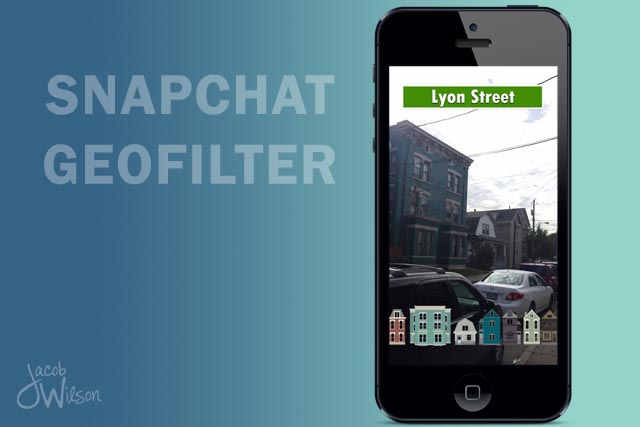 SNAPCHAT
GEOFILTER
Lyon Street
Jacob
Wilson